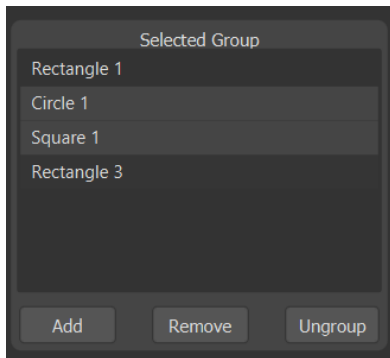 Selected Group
Rectangle 1
Circle 1
Square 1
Rectangle 3
Add Remove Ungroup